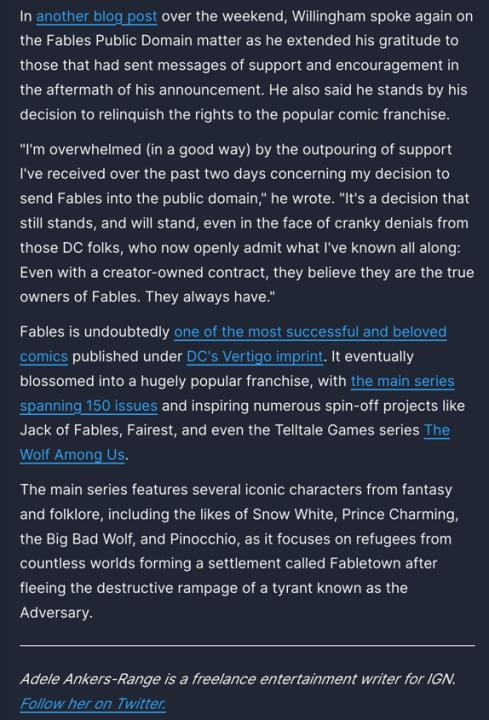 In another blog post over the weekend, Willingham spoke again on
the Fables Public Domain matter as he extended his gratitude to
those that had sent messages of support and encouragement in
the aftermath of his announcement. He also said he stands by his
decision to relinquish the rights to the popular comic franchise.
"I'm overwhelmed (in a good way) by the outpouring of support
I've received over the past two days concerning my decision to
send Fables into the public domain," he wrote. "It's a decision that
still stands, and will stand, even in the face of cranky denials from
those DC folks, who now openly admit what I've known all along:
Even with a creator-owned contract, they believe they are the true
owners of Fables. They always have."
Fables is undoubtedly one of the most successful and beloved
comics published under DC's Vertigo imprint. It eventually
blossomed into a hugely popular franchise, with the main series
spanning 150 issues and inspiring numerous spin-off projects like
Jack of Fables, Fairest, and even the Telltale Games series The
Wolf Among Us.
The main series features several iconic characters from fantasy
and folklore, including the likes of Snow White, Prince Charming,
the Big Bad Wolf, and Pinocchio, as it focuses on refugees from
countless worlds forming a settlement called Fabletown after
fleeing the destructive rampage of a tyrant known as the
Adversary.
Adele Ankers-Range is a freelance entertainment writer for IGN.
Follow her on Twitter.